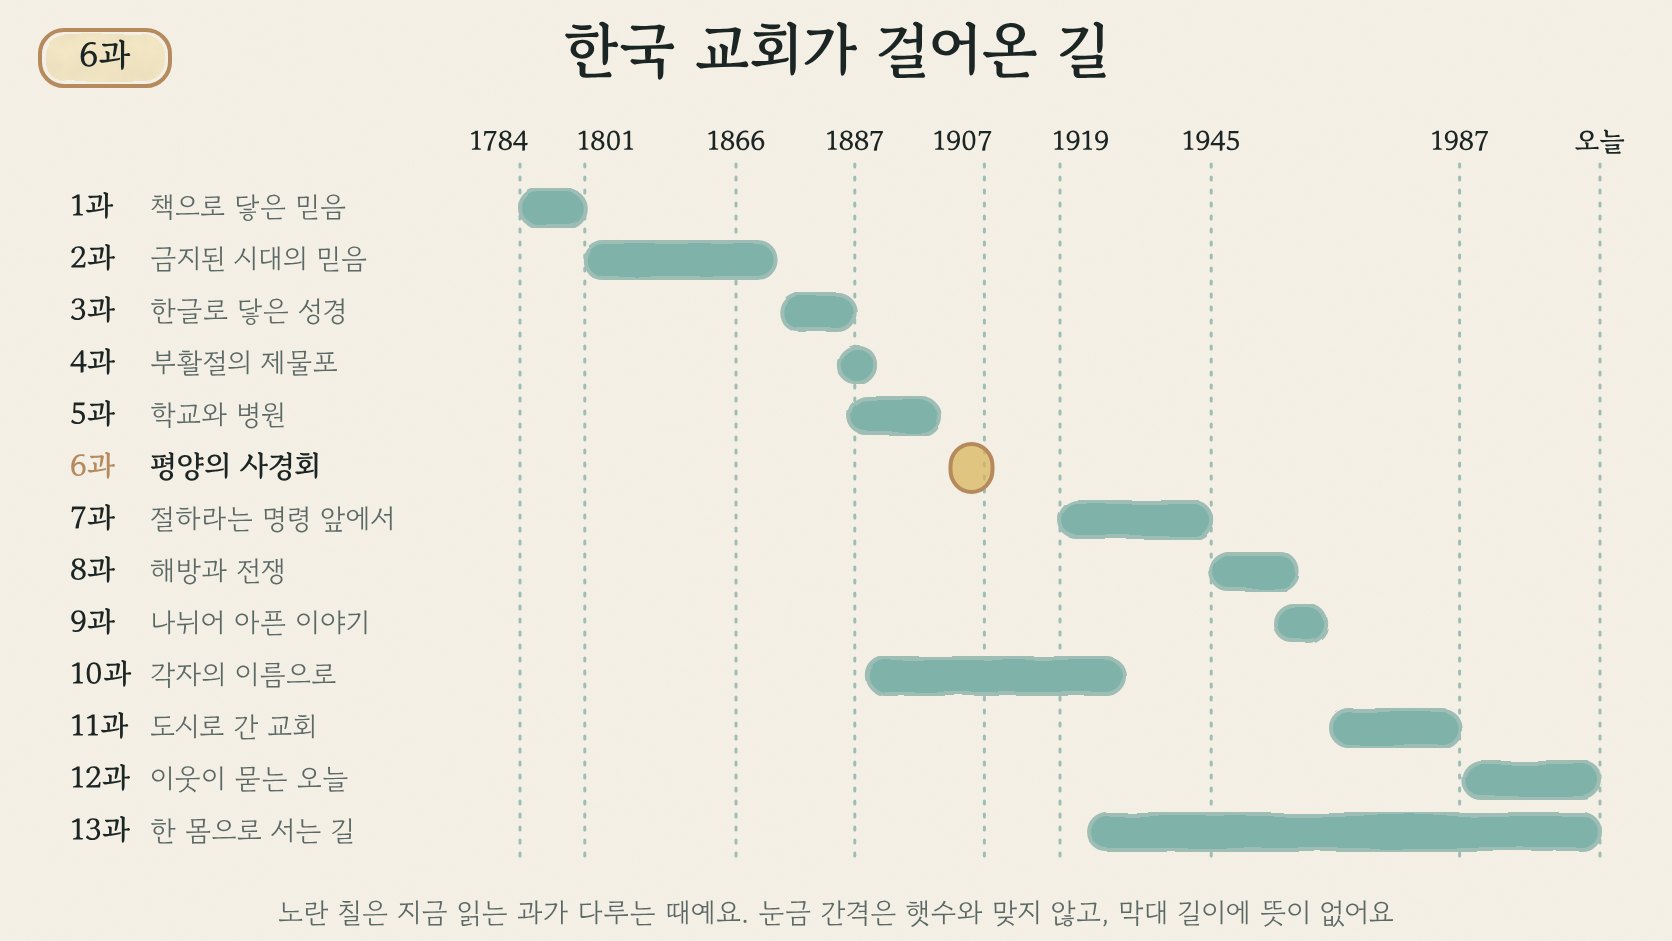 6과
한국 교회가 걸어온 길
1784 1801 1866 1887 1907 1919 1945 1987 오늘
1과 책으로 닿은 믿음
2과 금지된 시대의 믿음
3과 한글로 닿은 성경
4과 부활절의 제물포
5과 학교와 병원
6과 평양의 사경회
7과 절하라는 명령 앞에서
8과 해방과 전쟁
9과 나뉘어 아픈 이야기
10과 각자의 이름으로
11과 도시로 간 교회
12과 이웃이 묻는 오늘
13과 한 몸으로 서는 길
노란 칠은 지금 읽는 과가 다루는 때예요. 눈금 간격은 햇수와 맞지 않고, 막대 길이에 뜻이 없어요